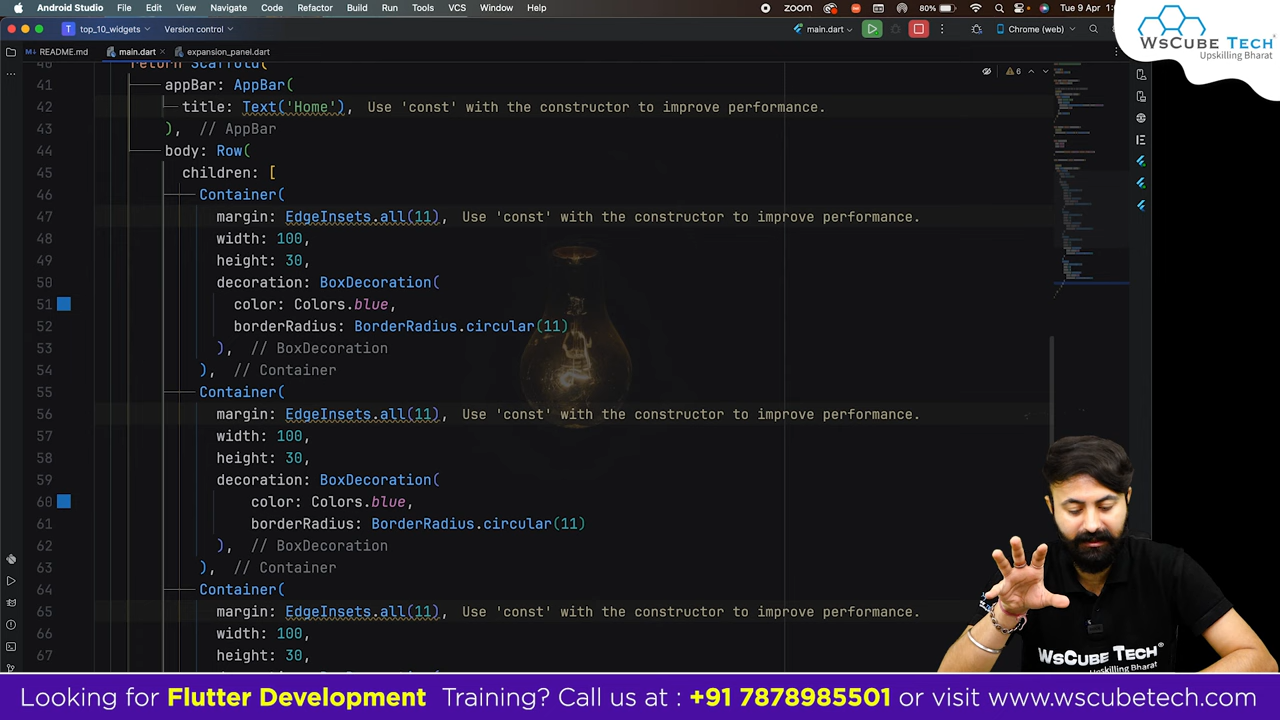 Android Studio File Edit View Navigate Code Refactor Build Run Tools VCS Window Help zoom 80% Tue 9 Apr
top_10_widgets Version control main.dart Chrome (web)
README.md main.dart expansion_panel.dart
WsCube Tech
Upskilling Bharat
6
return Scaffold(
41 appBar: AppBar(
42 title: Text('Home'), Use 'const' with the constructor to improve performance.
43 ), // AppBar
44 body: Row(
45 children: [
46 Container(
47 margin: EdgeInsets.all(11), Use 'const' with the constructor to improve performance.
48 width: 100,
49 height: 30,
50 decoration: BoxDecoration(
51 color: Colors.blue,
52 borderRadius: BorderRadius.circular(11)
53 ), // BoxDecoration
54 ), // Container
55 Container(
56 margin: EdgeInsets.all(11), Use 'const' with the constructor to improve performance.
57 width: 100,
58 height: 30,
59 decoration: BoxDecoration(
60 color: Colors.blue,
61 borderRadius: BorderRadius.circular(11)
62 ), // BoxDecoration
63 ), // Container
64 Container(
65 margin: EdgeInsets.all(11), Use 'const' with the constructor to improve performance.
66 width: 100,
67 height: 30,
WsCube Tech®
Upskilling Bharat
Looking for Flutter Development Training? Call us at : +91 7878985501 or visit www.wscubetech.com